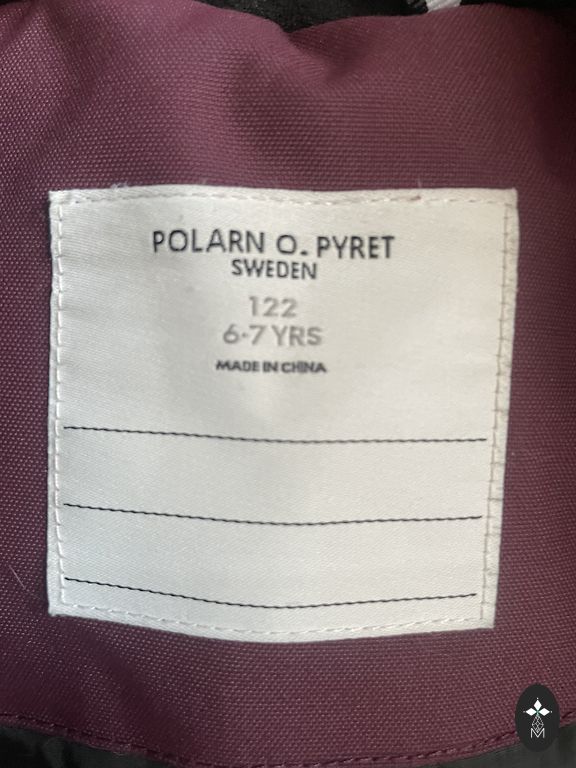 POLARN O. PYRET
SWEDEN
122
6-7 YRS
MADE IN CHINA